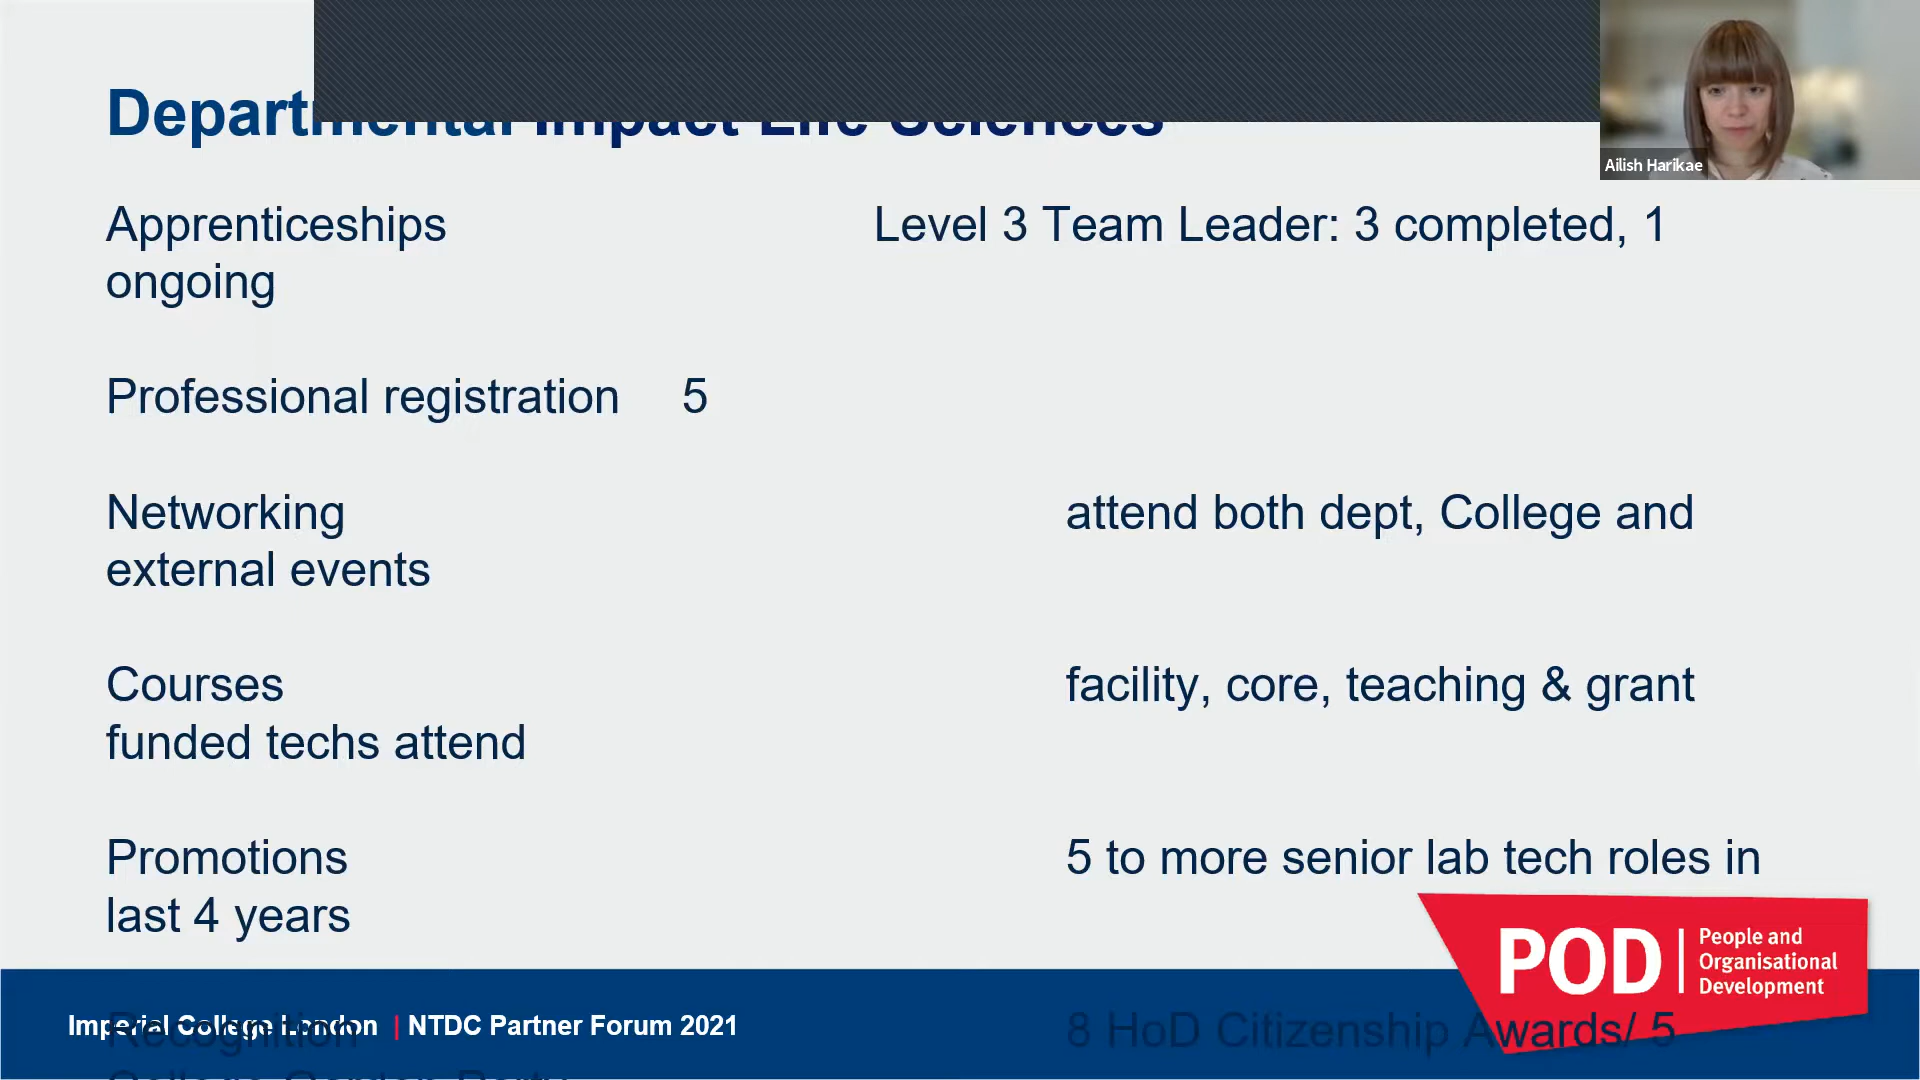 Departmental Impact Life Sciences
Ailish Harikae
Apprenticeships Level 3 Team Leader: 3 completed, 1
ongoing
Professional registration 5
Networking attend both dept, College and
external events
Courses facility, core, teaching & grant
funded techs attend
Promotions 5 to more senior lab tech roles in
last 4 years
POD | People and
Organisational
Development
Imperial College London | NTDC Partner Forum 2021
Recognition 8 HoD Citizenship Awards/ 5
College Garden Party